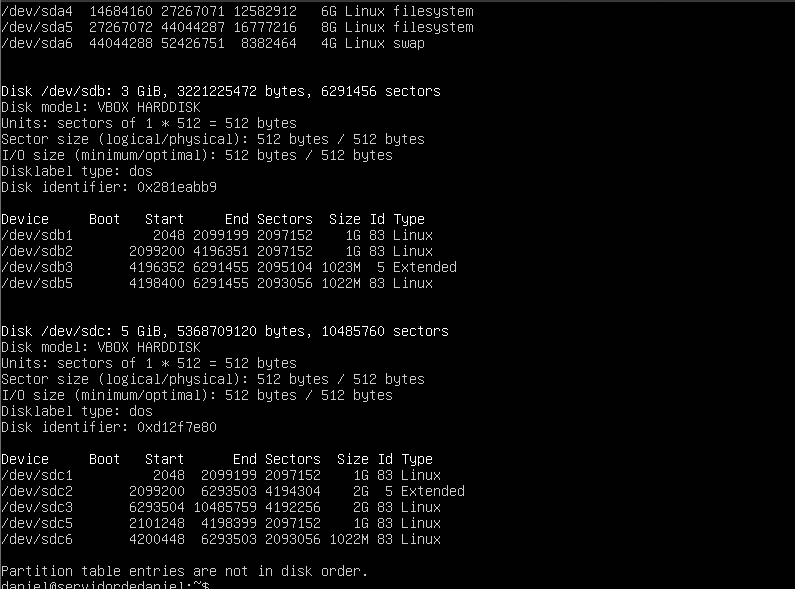 /dev/sda4  14684160 27267071 12582912   6G Linux filesystem
/dev/sda5  27267072 44044287 16777216   8G Linux filesystem
/dev/sda6  44044288 52426751  8382464   4G Linux swap
Disk /dev/sdb: 3 GiB, 3221225472 bytes, 6291456 sectors
Disk model: VBOX HARDDISK
Units: sectors of 1 * 512 = 512 bytes
Sector size (logical/physical): 512 bytes / 512 bytes
I/O size (minimum/optimal): 512 bytes / 512 bytes
Disklabel type: dos
Disk identifier: 0x281eabb9
Device     Boot   Start     End Sectors  Size Id Type
/dev/sdb1          2048 2099199 2097152    1G 83 Linux
/dev/sdb2       2099200 4196351 2097152    1G 83 Linux
/dev/sdb3       4196352 6291455 2095104 1023M  5 Extended
/dev/sdb5       4198400 6291455 2093056 1022M 83 Linux
Disk /dev/sdc: 5 GiB, 5368709120 bytes, 10485760 sectors
Disk model: VBOX HARDDISK
Units: sectors of 1 * 512 = 512 bytes
Sector size (logical/physical): 512 bytes / 512 bytes
I/O size (minimum/optimal): 512 bytes / 512 bytes
Disklabel type: dos
Disk identifier: 0xd12f7e80
Device     Boot   Start      End Sectors  Size Id Type
/dev/sdc1          2048  2099199 2097152    1G 83 Linux
/dev/sdc2       2099200  6293503 4194304    2G  5 Extended
/dev/sdc3       6293504 10485759 4192256    2G 83 Linux
/dev/sdc5       2101248  4198399 2097152    1G 83 Linux
/dev/sdc6       4200448  6293503 2093056 1022M 83 Linux
Partition table entries are not in disk order.
daniel@servidordedaniel:~$